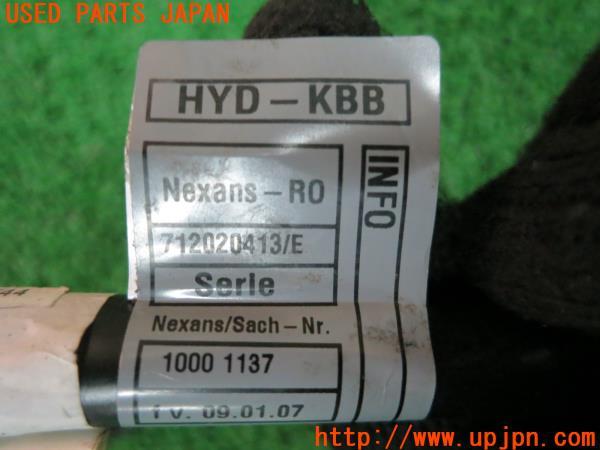 USED PARTS JAPAN
HYD-KBB
INFO
Nexans-RO
712020413/E
Serie
Nexans/Sach-Nr.
1000 1137
V. 09.01.07
44
www.upjpn.com